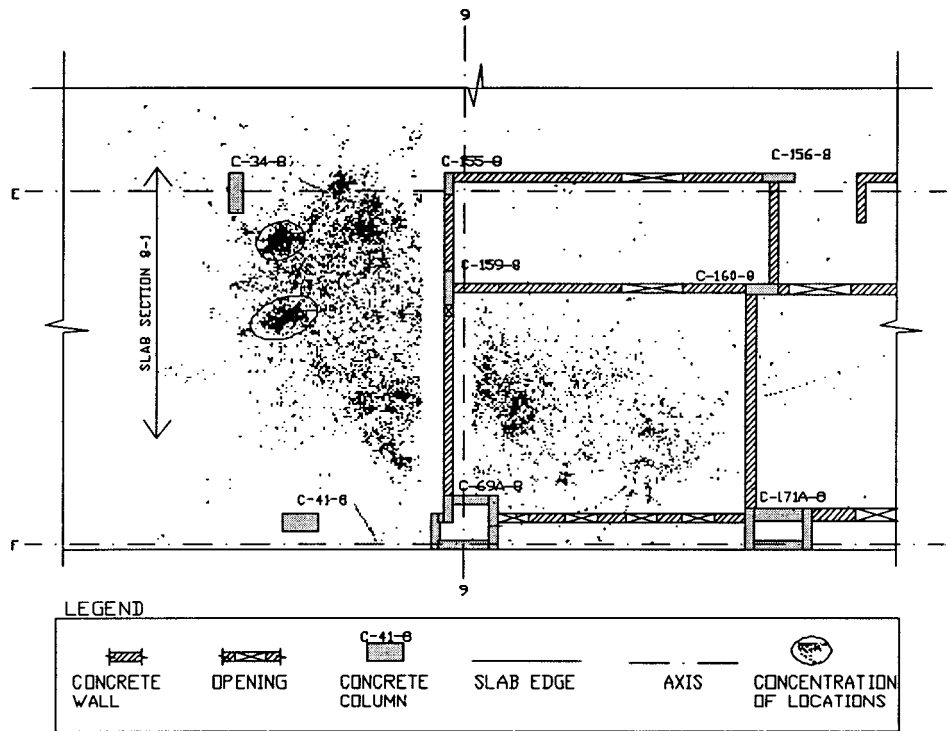 9
C-34-8
C-155-8
C-156-8
E
SLAB SECTION 8-1
C-159-8
C-160-8
C-69A-8
C-171A-8
C-41-8
F
9
LEGEND
C-41-8
CONCRETE WALL
OPENING
CONCRETE COLUMN
SLAB EDGE
AXIS
CONCENTRATION OF LOCATIONS